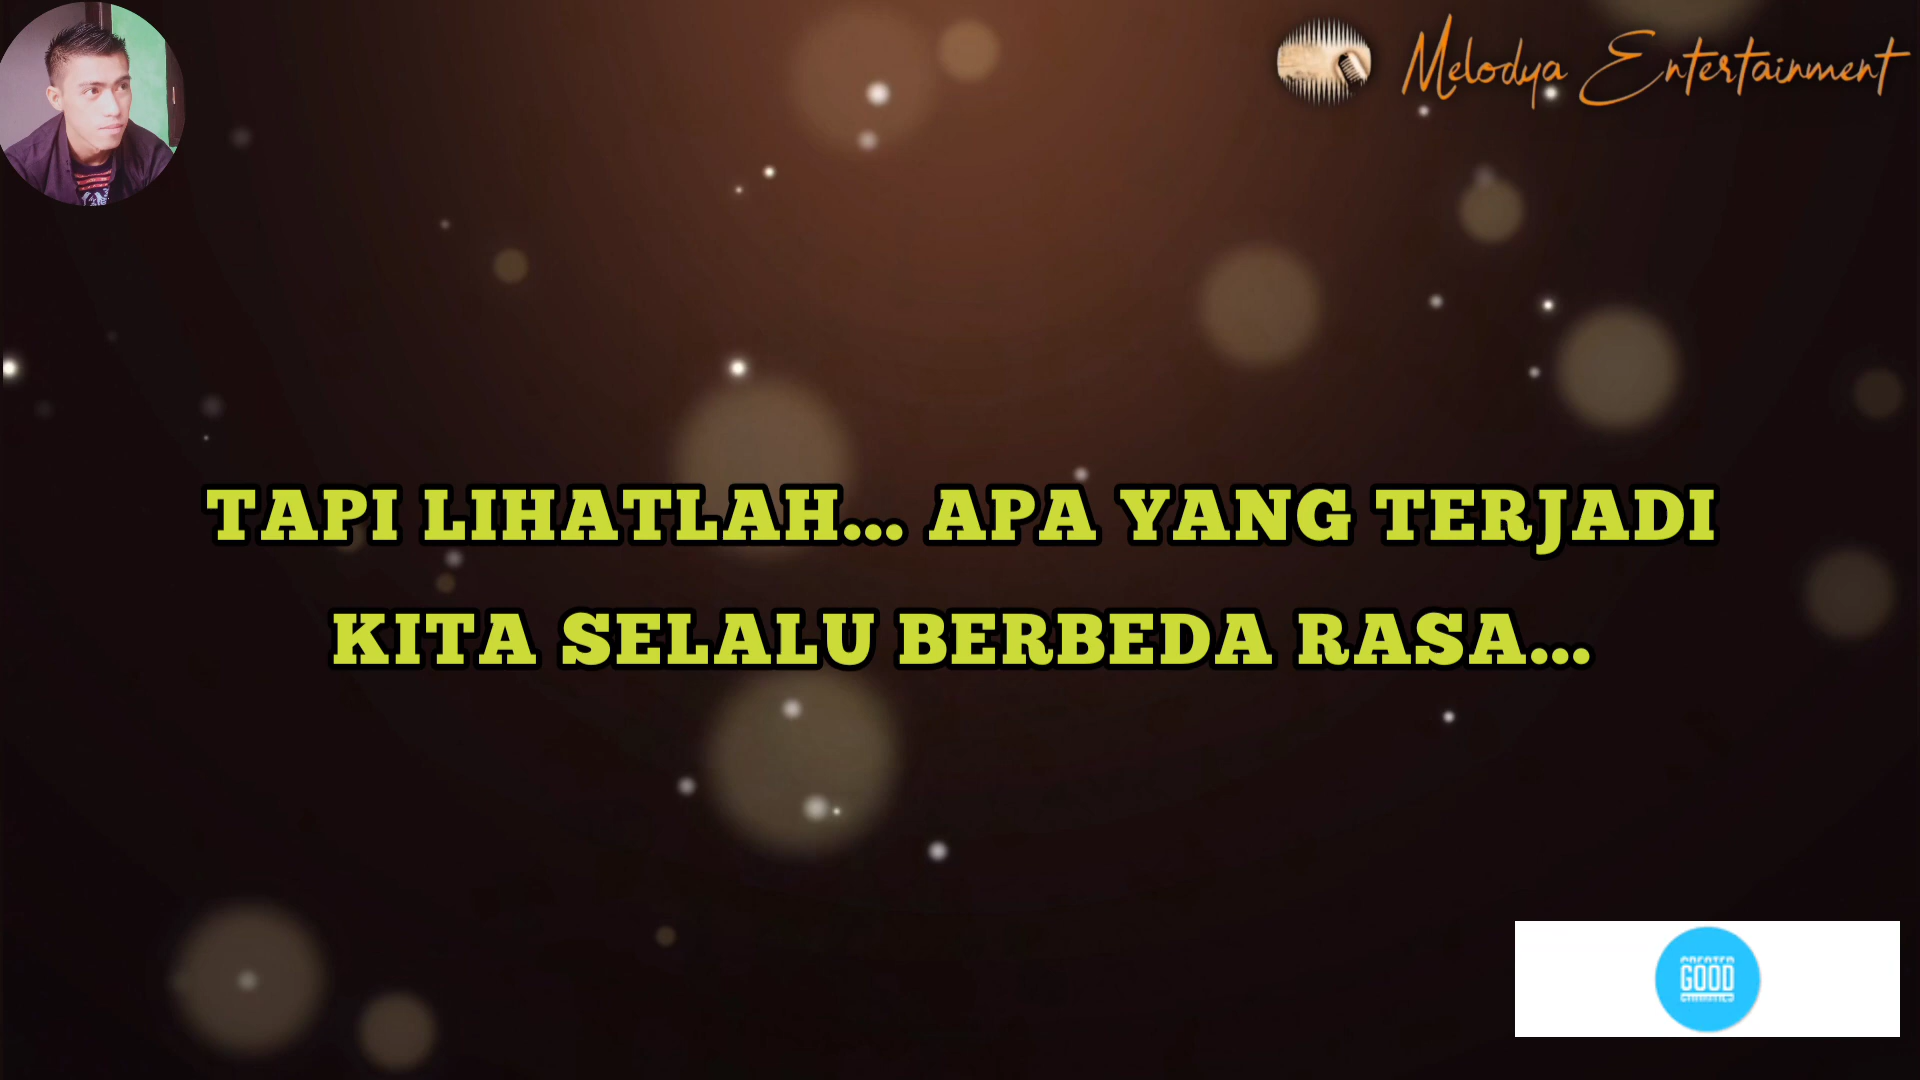 Melodya Entertainment
TAPI LIHATLAH... APA YANG TERJADI
KITA SELALU BERBEDA RASA...
GOOD